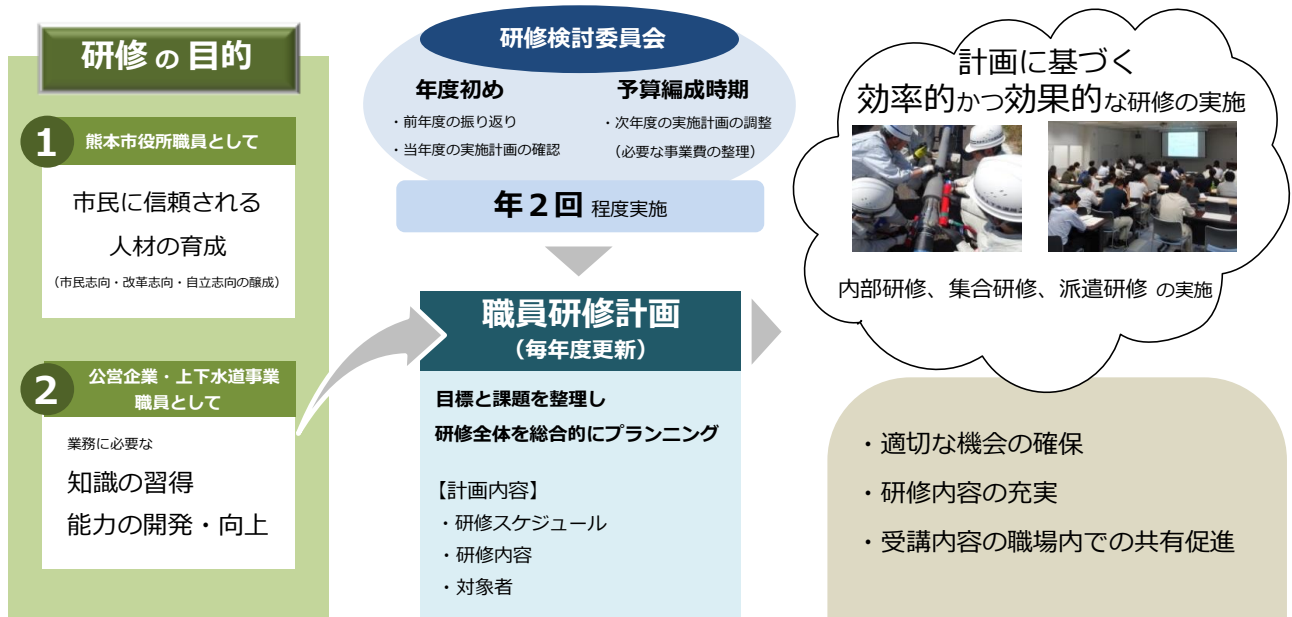 研修の目的
1
熊本市役所職員として
市民に信頼される
人材の育成
（市民志向・改革志向・自立志向の醸成）
2
公営企業・上下水道事業
職員として
業務に必要な
知識の習得
能力の開発・向上
研修検討委員会
年度初め
・前年度の振り返り
・当年度の実施計画の確認
予算編成時期
・次年度の実施計画の調整
（必要な事業費の整理）
年２回 程度実施
職員研修計画
（毎年度更新）
目標と課題を整理し
研修全体を総合的にプランニング
【計画内容】
・研修スケジュール
・研修内容
・対象者
計画に基づく
効率的かつ効果的な研修の実施
内部研修、集合研修、派遣研修 の実施
・適切な機会の確保
・研修内容の充実
・受講内容の職場内での共有促進